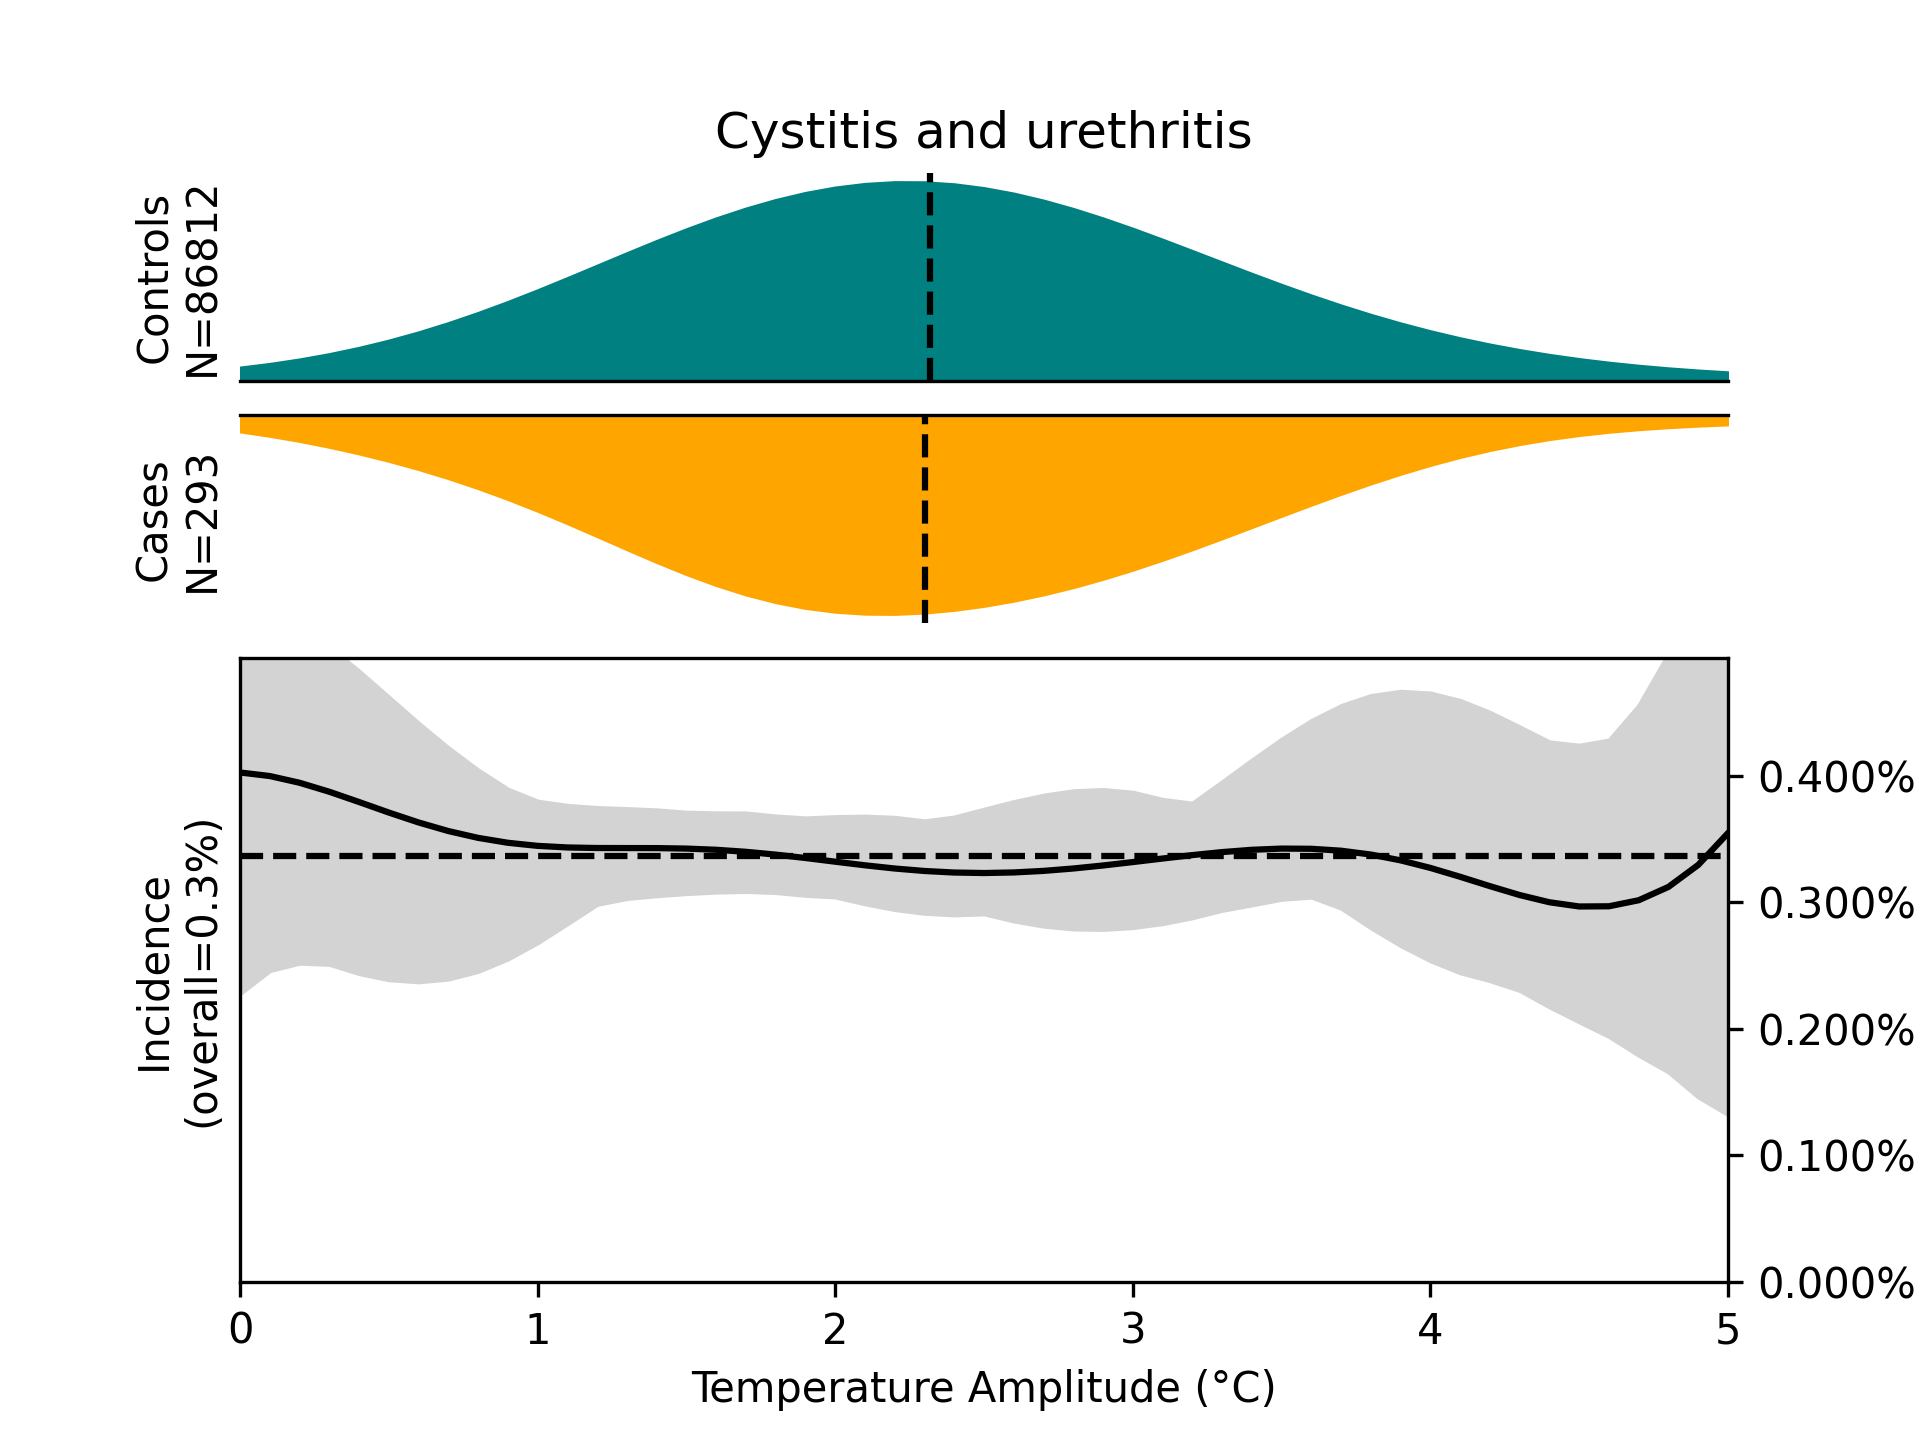 Cystitis and urethritis
Controls
N=86812
Cases
N=293
Incidence
(overall=0.3%)
0.400%
0.300%
0.200%
0.100%
0.000%
0 1 2 3 4 5
Temperature Amplitude (°C)